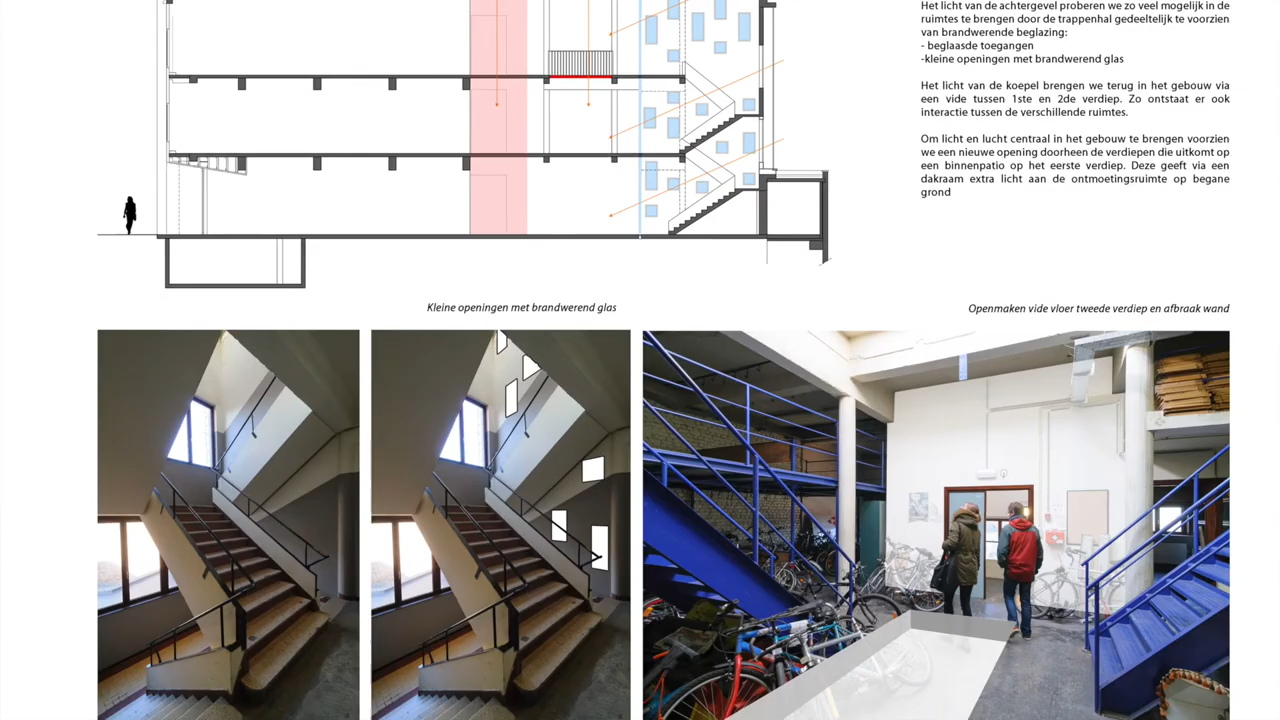 Het licht van de achtergevel proberen we zo veel mogelijk in de
ruimtes te brengen door de trappenhal gedeeltelijk te voorzien
van brandwerende beglazing:
- beglaasde toegangen
-kleine openingen met brandwerend glas
Het licht van de koepel brengen we terug in het gebouw via
een vide tussen 1ste en 2de verdiep. Zo ontstaat er ook
interactie tussen de verschillende ruimtes.
Om licht en lucht centraal in het gebouw te brengen voorzien
we een nieuwe opening doorheen de verdiepen die uitkomt op
een binnenpatio op het eerste verdiep. Deze geeft via een
dakraam extra licht aan de ontmoetingsruimte op begane
grond
Kleine openingen met brandwerend glas
Openmaken vide vloer tweede verdiep en afbraak wand